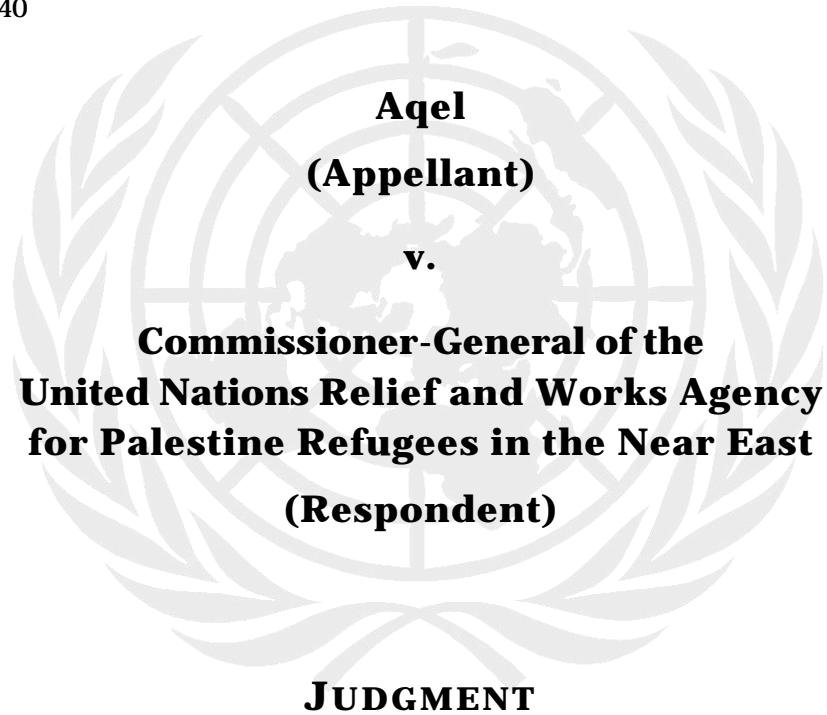 40
Aqel
(Appellant)
v.
Commissioner-General of the
United Nations Relief and Works Agency
for Palestine Refugees in the Near East
(Respondent)
JUDGMENT